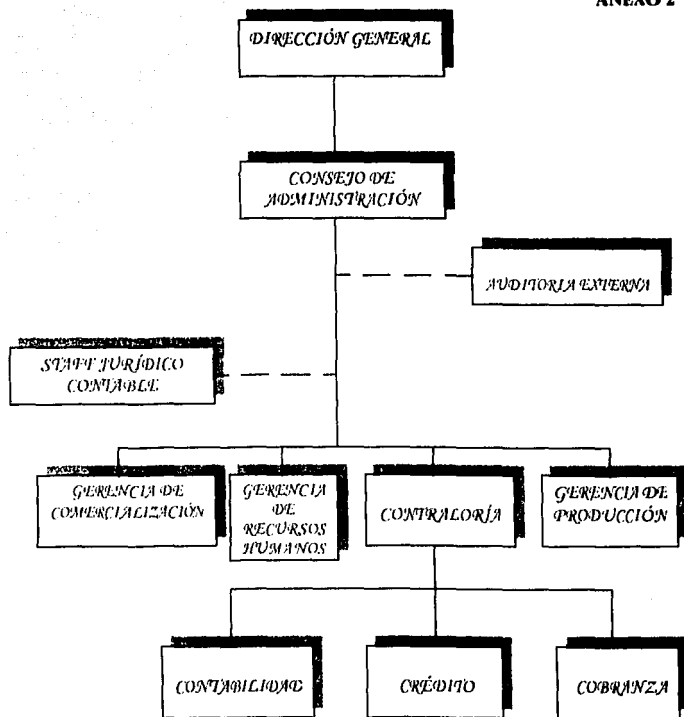 ANEXO 2
DIRECCIÓN GENERAL
CONSEJO DE
ADMINISTRACIÓN
AUDITORIA EXTERNA
STAFF JURÍDICO
CONTABLE
GERENCIA DE
COMERCIALIZACIÓN
GERENCIA
DE
RECURSOS
HUMANOS
CONTRALORÍA
GERENCIA DE
PRODUCCIÓN
CONTABILIDAD
CRÉDITO
COBRANZA